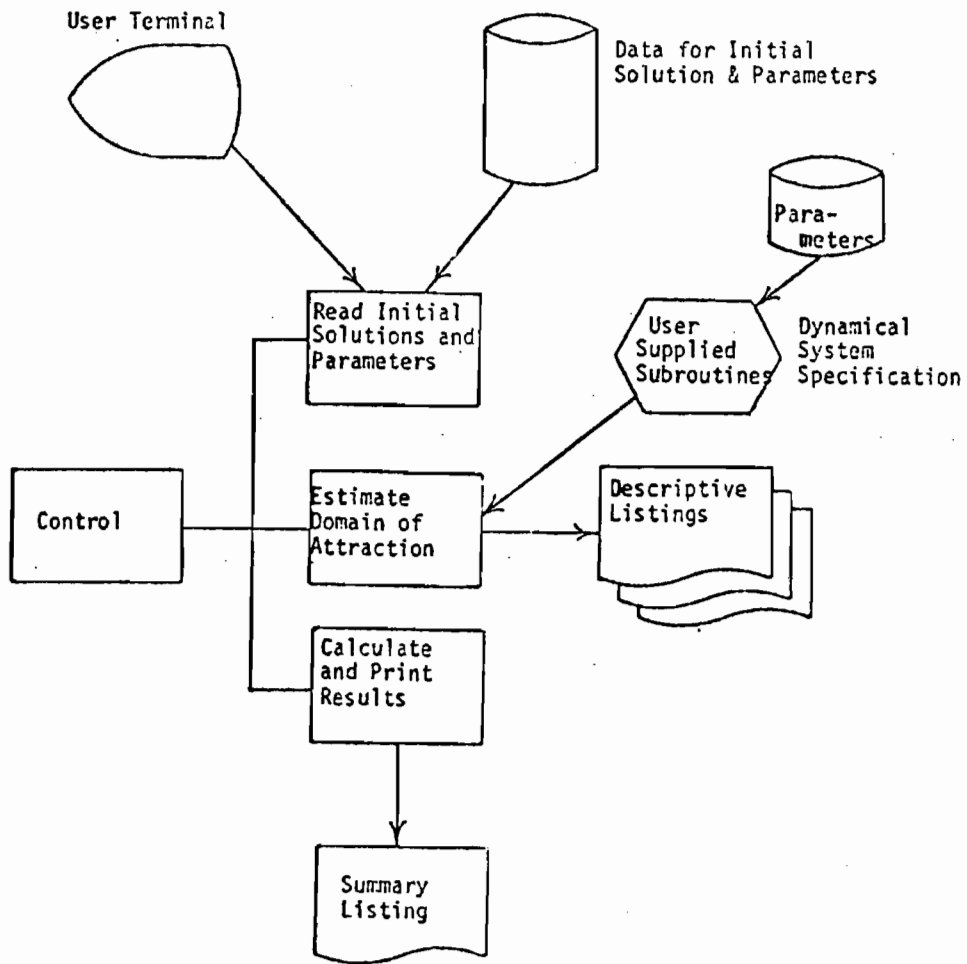 User Terminal
Data for Initial
Solution & Parameters
Para-
meters
Read Initial
Solutions and
Parameters
User
Supplied
Subroutines
Dynamical
System
Specification
Control
Estimate
Domain of
Attraction
Descriptive
Listings
Calculate
and Print
Results
Summary
Listing